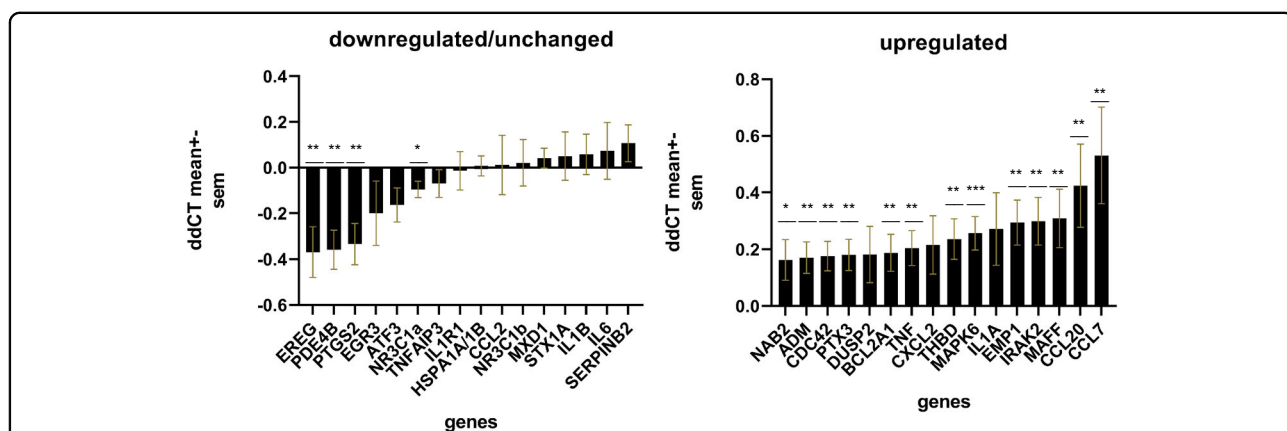 downregulated/unchanged
ddCT mean+-
sem
0.4
0.2
0.0
-0.2
-0.4
-0.6
** ** ** *
EREG
PDE4B
PTGS2
EGR3
ATF3
NR3C1a
TNFAIP3
IL1R1
HSPA1A/1B
CCL2
NR3C1b
MXD1
STX1A
IL1B
IL6
SERPINB2
genes
upregulated
ddCT mean+-
sem
0.8
0.6
0.4
0.2
0.0
* ** ** ** ** ** ** *** ** ** ** ** **
NAB2
ADM
CDC42
PTX3
DUSP2
BCL2A1
TNF
CXCL2
THBD
MAPK6
IL1A
EMP1
IRAK2
MAFF
CCL20
CCL7
genes